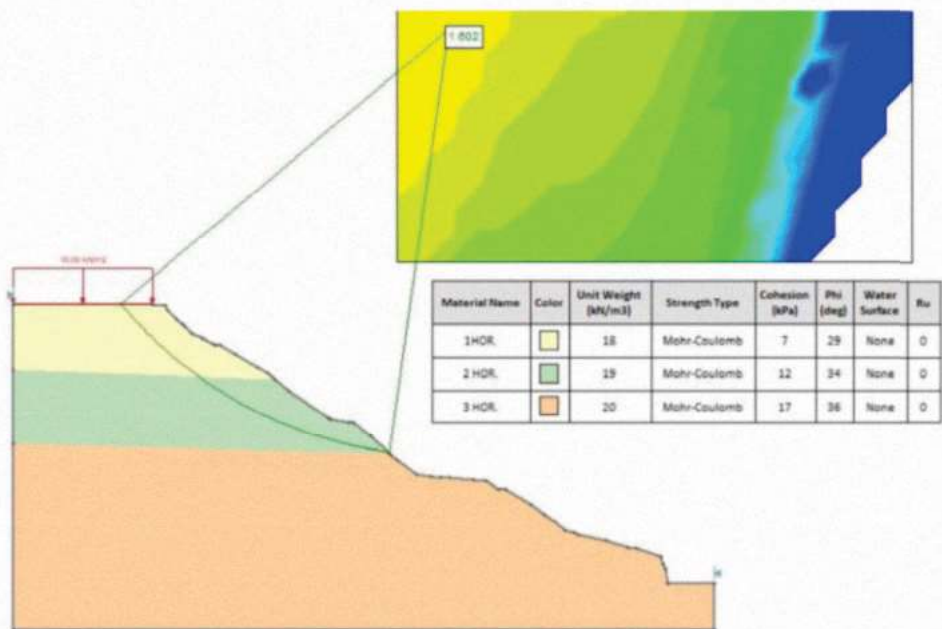 1.602
Material Name Color Unit Weight (kN/m3) Strength Type Cohesion (kPa) Phi (deg) Water Surface Ru
1HOR. 18 Mohr-Coulomb 7 29 None 0
2 HOR. 19 Mohr-Coulomb 12 34 None 0
3 HOR. 20 Mohr-Coulomb 17 36 None 0